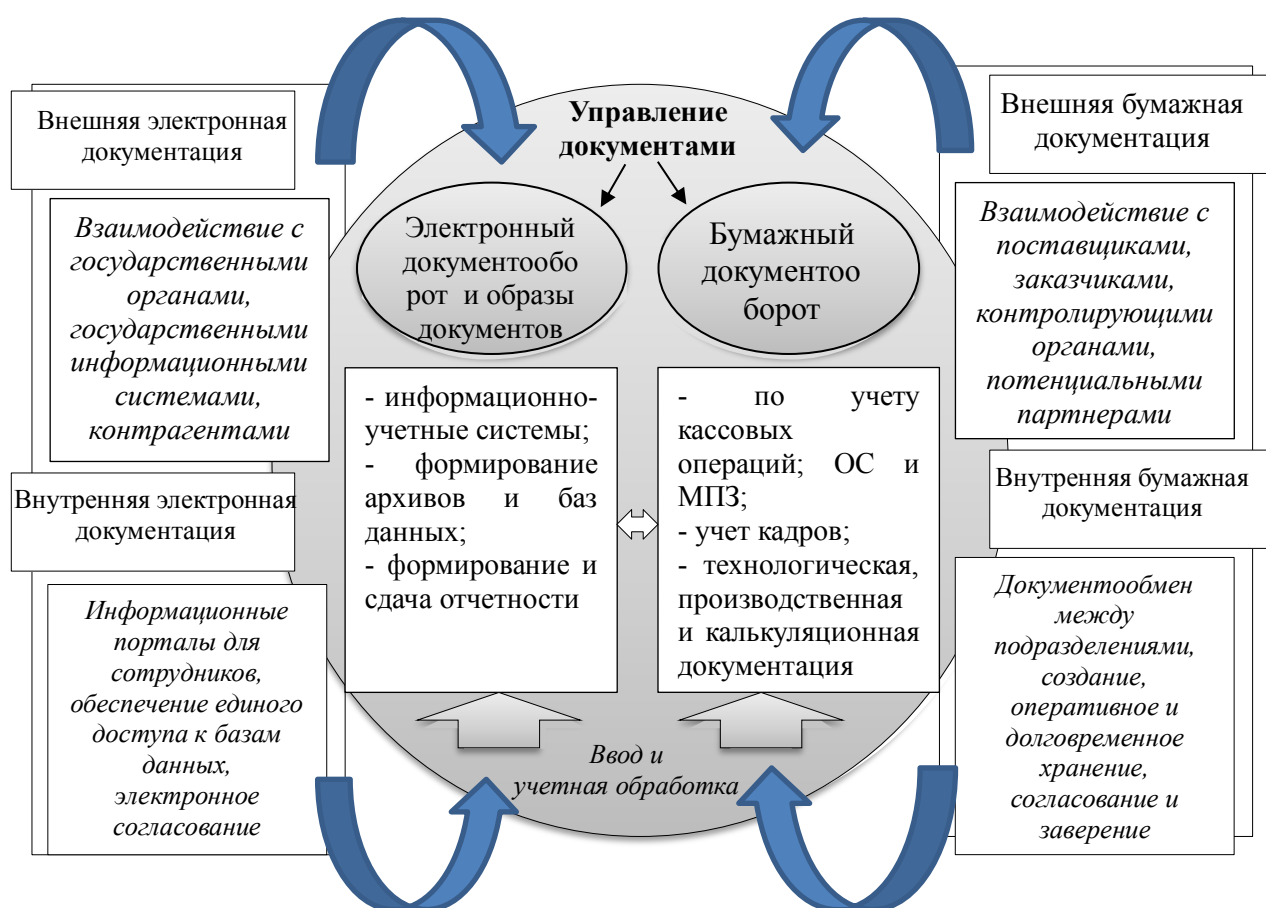 Внешняя электронная
документация
Взаимодействие с
государственными
органами,
государственными
информационными
системами,
контрагентами
Внутренняя электронная
документация
Информационные
порталы для
сотрудников,
обеспечение единого
доступа к базам
данных,
электронное
согласование
Управление
документами
Электронный
документообо
рот и образы
документов
Бумажный
документоо
борот
- информационно-
учетные системы;
- формирование
архивов и баз
данных;
- формирование и
сдача отчетности
- по учету
кассовых
операций; ОС и
МПЗ;
- учет кадров;
- технологическая,
производственная
и калькуляционная
документация
Ввод и
учетная обработка
Внешняя бумажная
документация
Взаимодействие с
поставщиками,
заказчиками,
контролирующими
органами,
потенциальными
партнерами
Внутренняя бумажная
документация
Документообмен
между
подразделениями,
создание,
оперативное и
долговременное
хранение,
согласование и
заверение